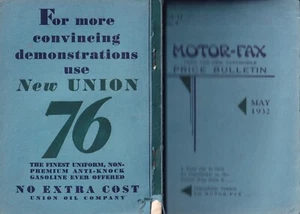 For more
convincing
demonstrations
use
New UNION
76
THE FINEST UNIFORM, NON-
PREMIUM ANTI-KNOCK
GASOLINE EVER OFFERED
NO EXTRA COST
UNION OIL COMPANY
MOTOR-FAX
PRICE BULLETIN
MAY
1932